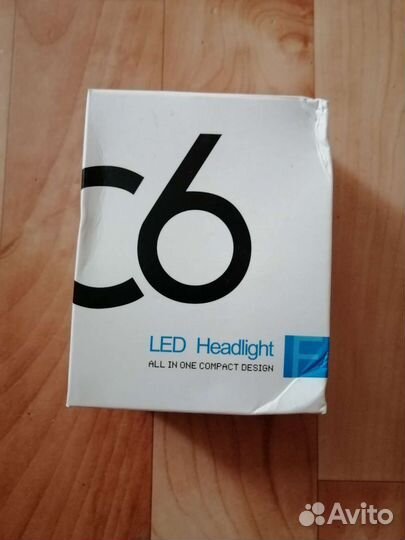 C6
LED Headlight
ALL IN ONE COMPACT DESIGN
Avito